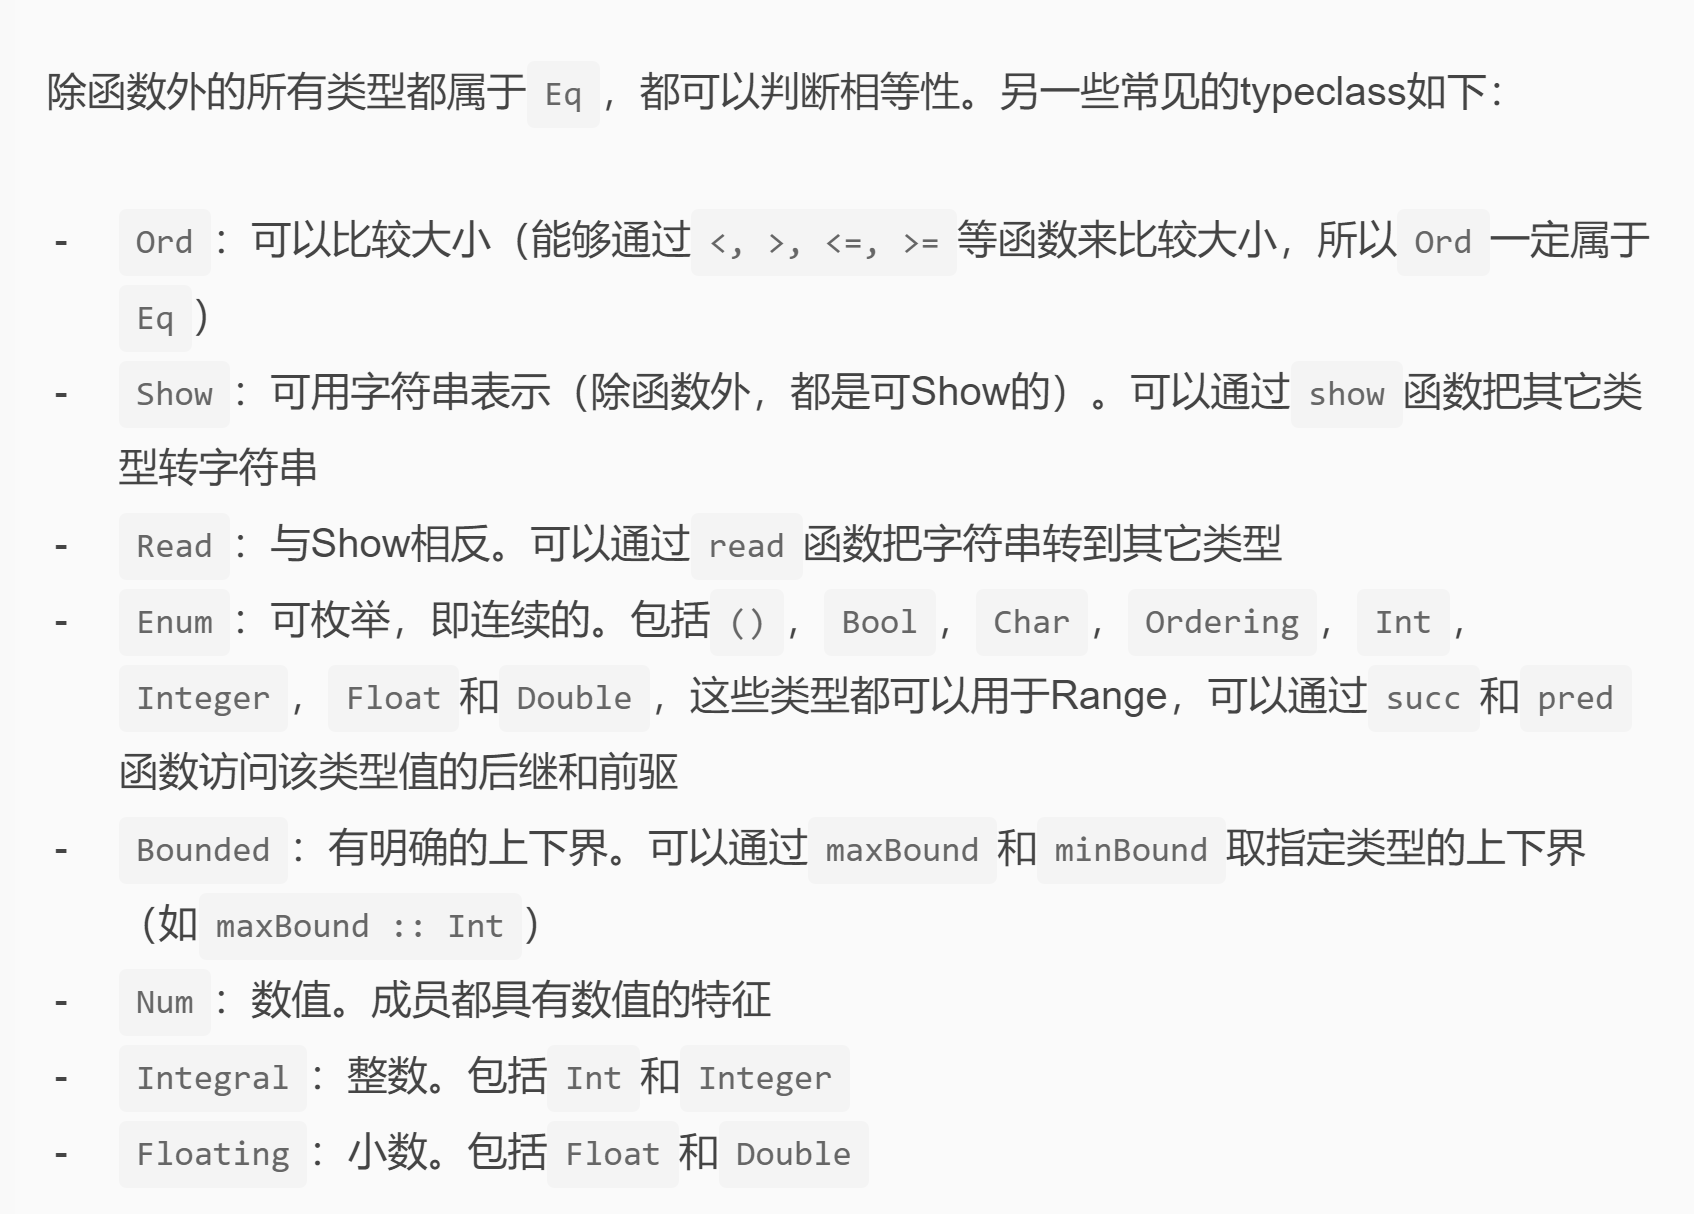 除函数外的所有类型都属于 Eq ，都可以判断相等性。另一些常见的typeclass如下：
- Ord ：可以比较大小（能够通过 <, >, <=, >= 等函数来比较大小，所以 Ord 一定属于
Eq ）
- Show ：可用字符串表示（除函数外，都是可Show的）。可以通过 show 函数把其它类
型转字符串
- Read ：与Show相反。可以通过 read 函数把字符串转到其它类型
- Enum ：可枚举，即连续的。包括 () ， Bool ， Char ， Ordering ， Int ，
Integer ， Float 和 Double ，这些类型都可以用于Range，可以通过 succ 和 pred
函数访问该类型值的后继和前驱
- Bounded ：有明确的上下界。可以通过 maxBound 和 minBound 取指定类型的上下界
（如 maxBound :: Int ）
- Num ：数值。成员都具有数值的特征
- Integral ：整数。包括 Int 和 Integer
- Floating ：小数。包括 Float 和 Double